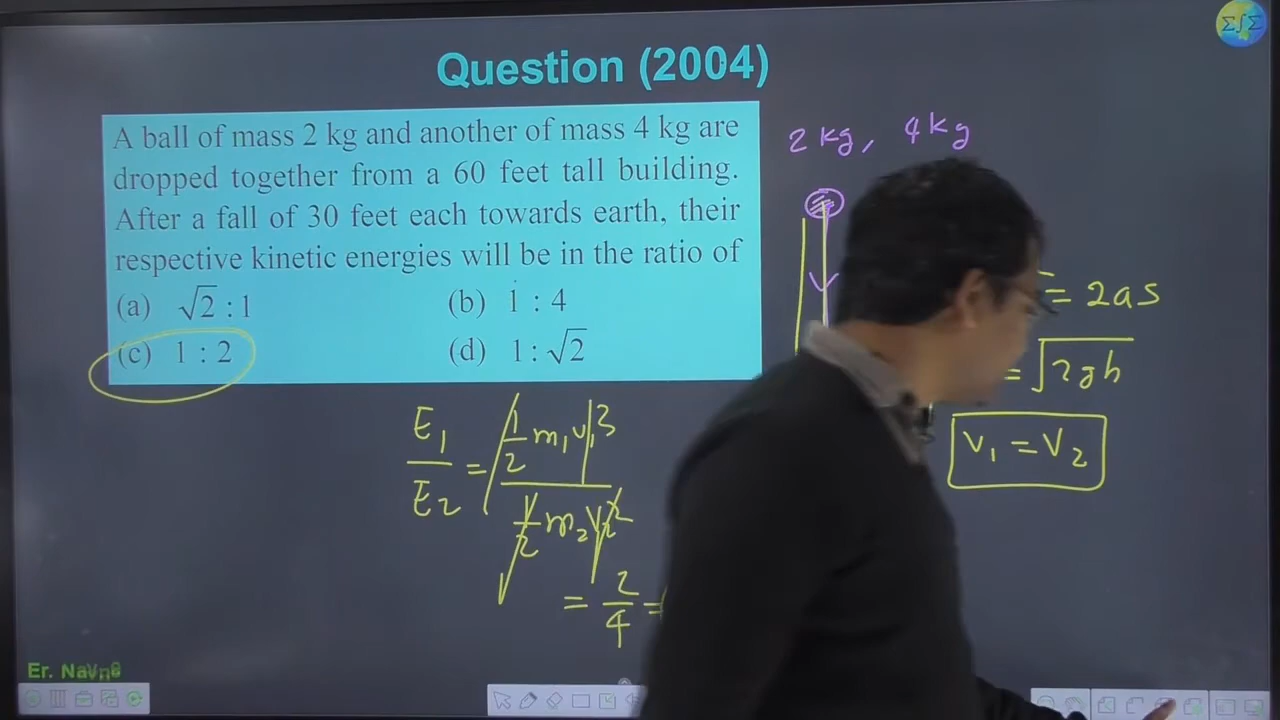 ΣʃΣ
Question (2004)
A ball of mass 2 kg and another of mass 4 kg are
dropped together from a 60 feet tall building.
After a fall of 30 feet each towards earth, their
respective kinetic energies will be in the ratio of
(a) √2 : 1 (b) 1 : 4
(c) 1 : 2 (d) 1 : √2
2 kg, 4 kg
= 2as
= √2gh
V₁ = V₂
E₁/E₂ = ½ m₁v₁² / ½ m₂v₂²
= 2/4 =